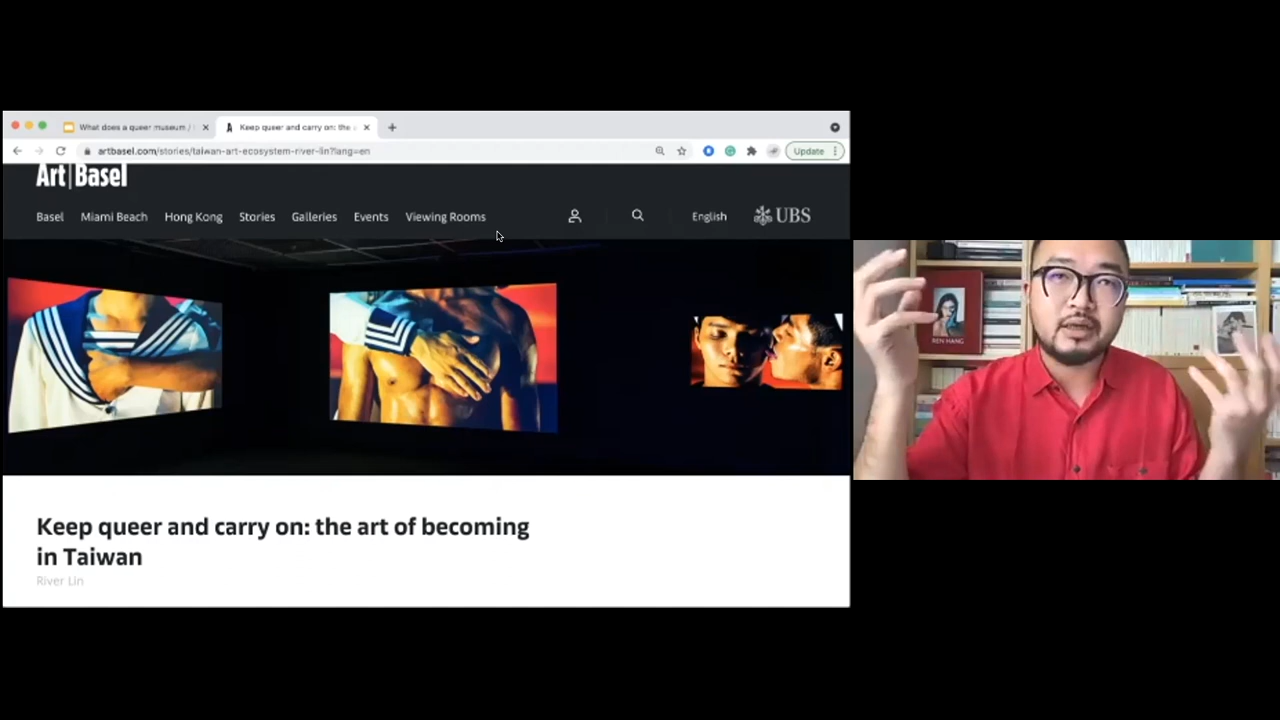 What does a queer museum /
Keep queer and carry on: the a
artbasel.com/stories/taiwan-art-ecosystem-river-lin?lang=en
Update
Art Basel
Basel Miami Beach Hong Kong Stories Galleries Events Viewing Rooms
English
UBS
REN HANG
Keep queer and carry on: the art of becoming
in Taiwan
River Lin